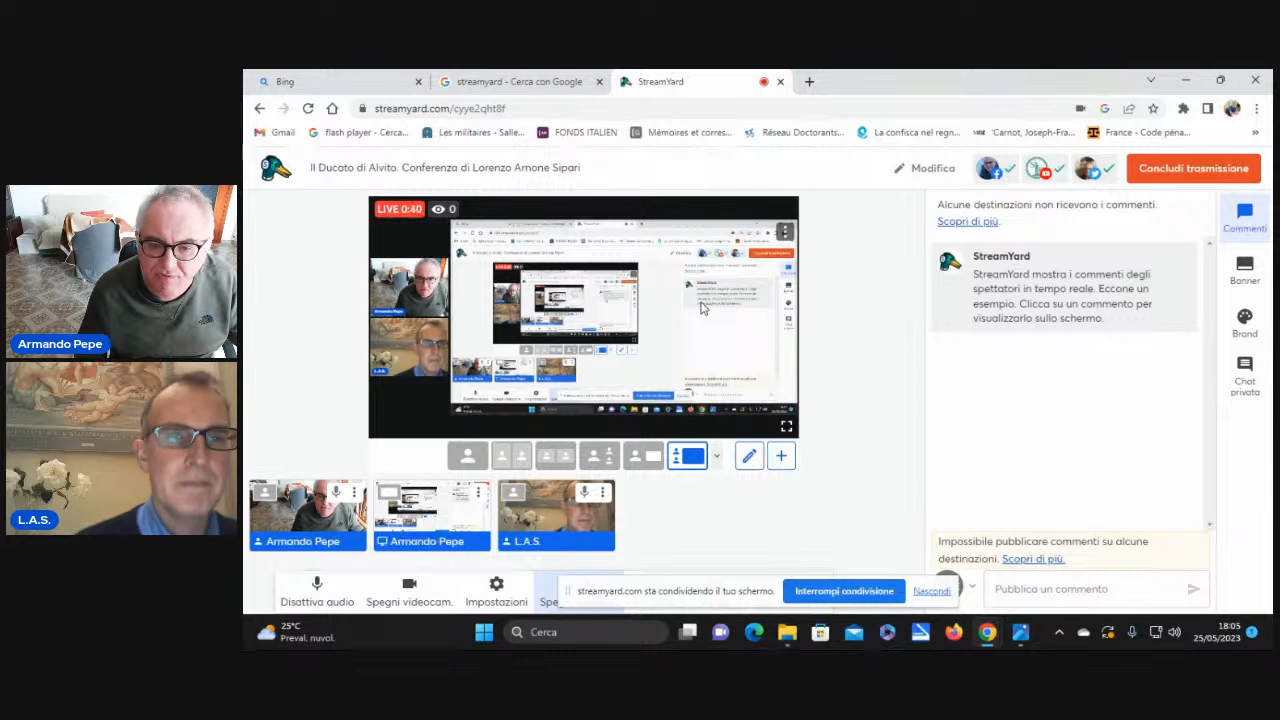 Bing
streamyard - Cerca con Google
StreamYard
streamyard.com/cyye2qht8f
Gmail
flash player - Cerca...
Les militaires - Salle...
FONDS ITALIEN
Mémoires et corres...
Réseau Doctorants...
La confisca nel regn...
'Carnot, Joseph-Fra...
France - Code péna...
Il Ducato di Alvito. Conferenza di Lorenzo Arnone Sipari
Modifica
Concludi trasmissione
LIVE 0:40
0
Alcune destinazioni non ricevono i commenti.
Scopri di più.
Commenti
StreamYard
StreamYard mostra i commenti degli
spettatori in tempo reale. Eccone un
esempio. Clicca su un commento per
visualizzarlo sullo schermo.
Banner
Brand
Chat
privata
Armando Pepe
L.A.S.
Armando Pepe
Armando Pepe
L.A.S.
Impossibile pubblicare commenti su alcune
destinazioni. Scopri di più.
Pubblica un commento
Disattiva audio
Spegni videocam.
Impostazioni
Spe
streamyard.com sta condividendo il tuo schermo.
Interrompi condivisione
Nascondi
25°C
Preval. nuvol.
Cerca
18:05
25/05/2023
1